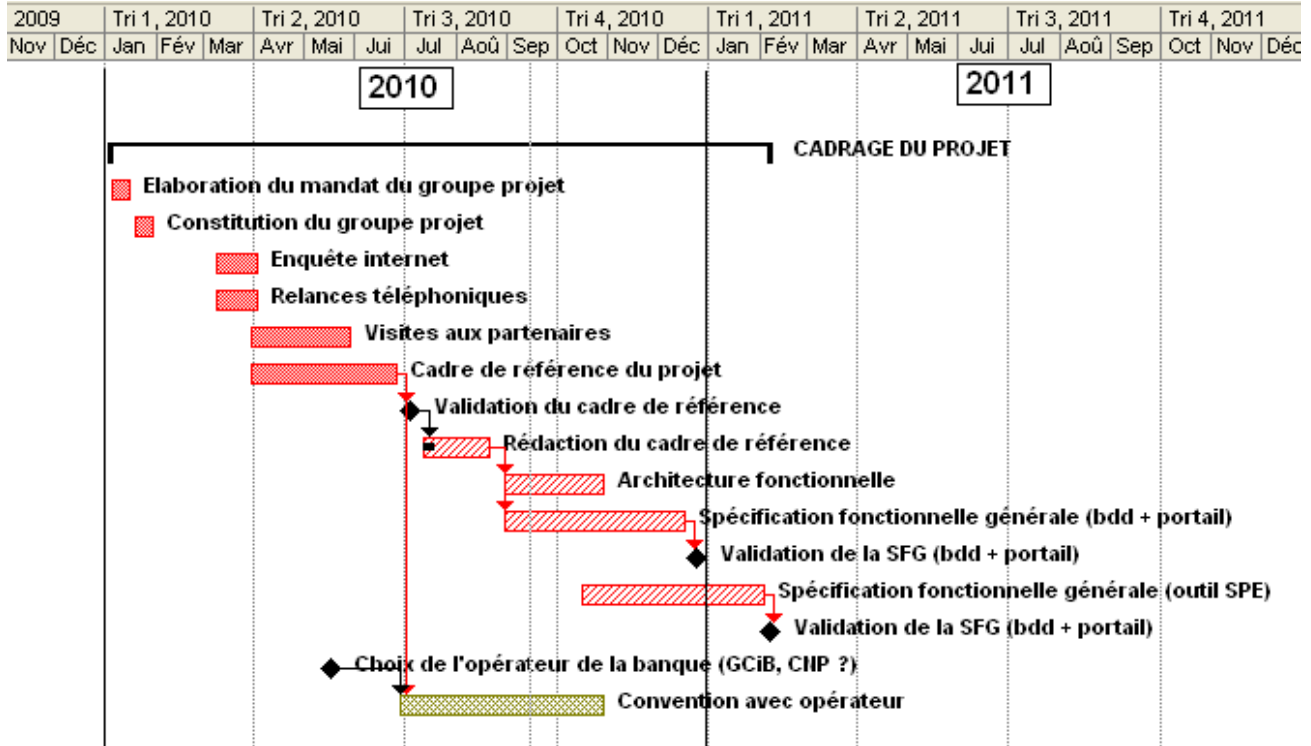 2009 Tri 1, 2010 Tri 2, 2010 Tri 3, 2010 Tri 4, 2010 Tri 1, 2011 Tri 2, 2011 Tri 3, 2011 Tri 4, 2011
Nov Déc Jan Fév Mar Avr Mai Jui Jul Aoû Sep Oct Nov Déc Jan Fév Mar Avr Mai Jui Jul Aoû Sep Oct Nov Déc
2010 2011
CADRAGE DU PROJET
Elaboration du mandat du groupe projet
Constitution du groupe projet
Enquête internet
Relances téléphoniques
Visites aux partenaires
Cadre de référence du projet
Validation du cadre de référence
Rédaction du cadre de référence
Architecture fonctionnelle
Spécification fonctionnelle générale (bdd + portail)
Validation de la SFG (bdd + portail)
Spécification fonctionnelle générale (outil SPE)
Validation de la SFG (bdd + portail)
Choix de l'opérateur de la banque (GCiB, CNP ?)
Convention avec opérateur